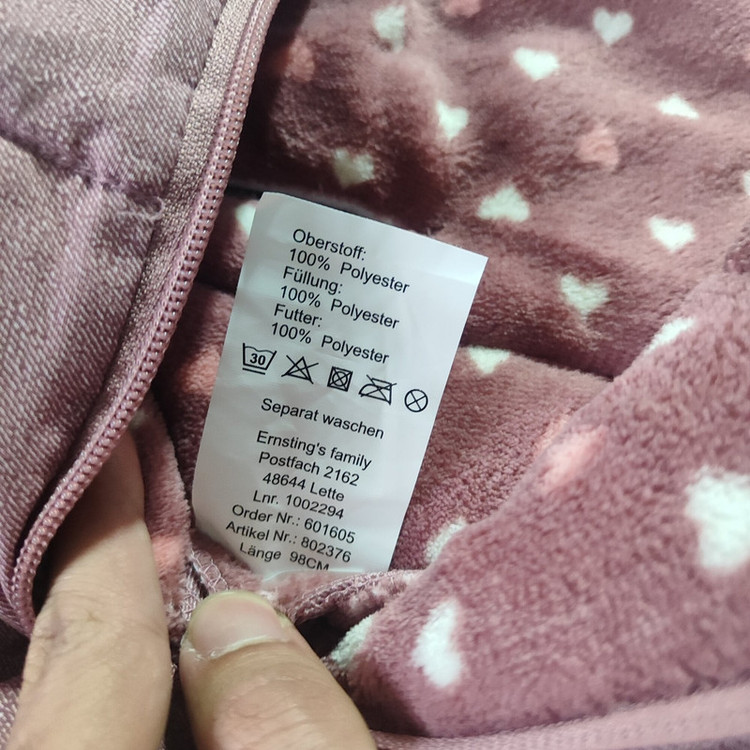 Oberstoff:
100% Polyester
Füllung:
100% Polyester
Futter:
100% Polyester
30
Separat waschen
Ernsting's family
Postfach 2162
48644 Lette
Lnr. 1002294
Order Nr.: 601605
Artikel Nr.: 802376
Länge 98CM